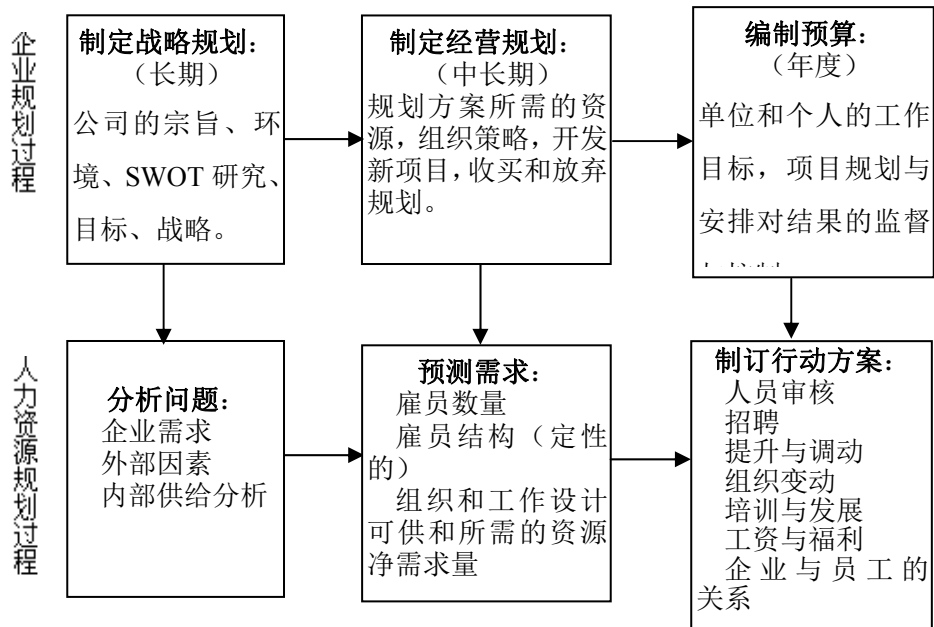 企业规划过程
制定战略规划：
（长期）
公司的宗旨、环
境、SWOT 研究、
目标、战略。
制定经营规划：
（中长期）
规划方案所需的资
源，组织策略，开发
新项目，收买和放弃
规划。
编制预算：
（年度）
单位和个人的工作
目标，项目规划与
安排对结果的监督
人力资源规划过程
分析问题：
企业需求
外部因素
内部供给分析
预测需求：
雇员数量
雇员结构（定性
的）
组织和工作设计
可供和所需的资源
净需求量
制订行动方案：
人员审核
招聘
提升与调动
组织变动
培训与发展
工资与福利
企业与员工的
关系